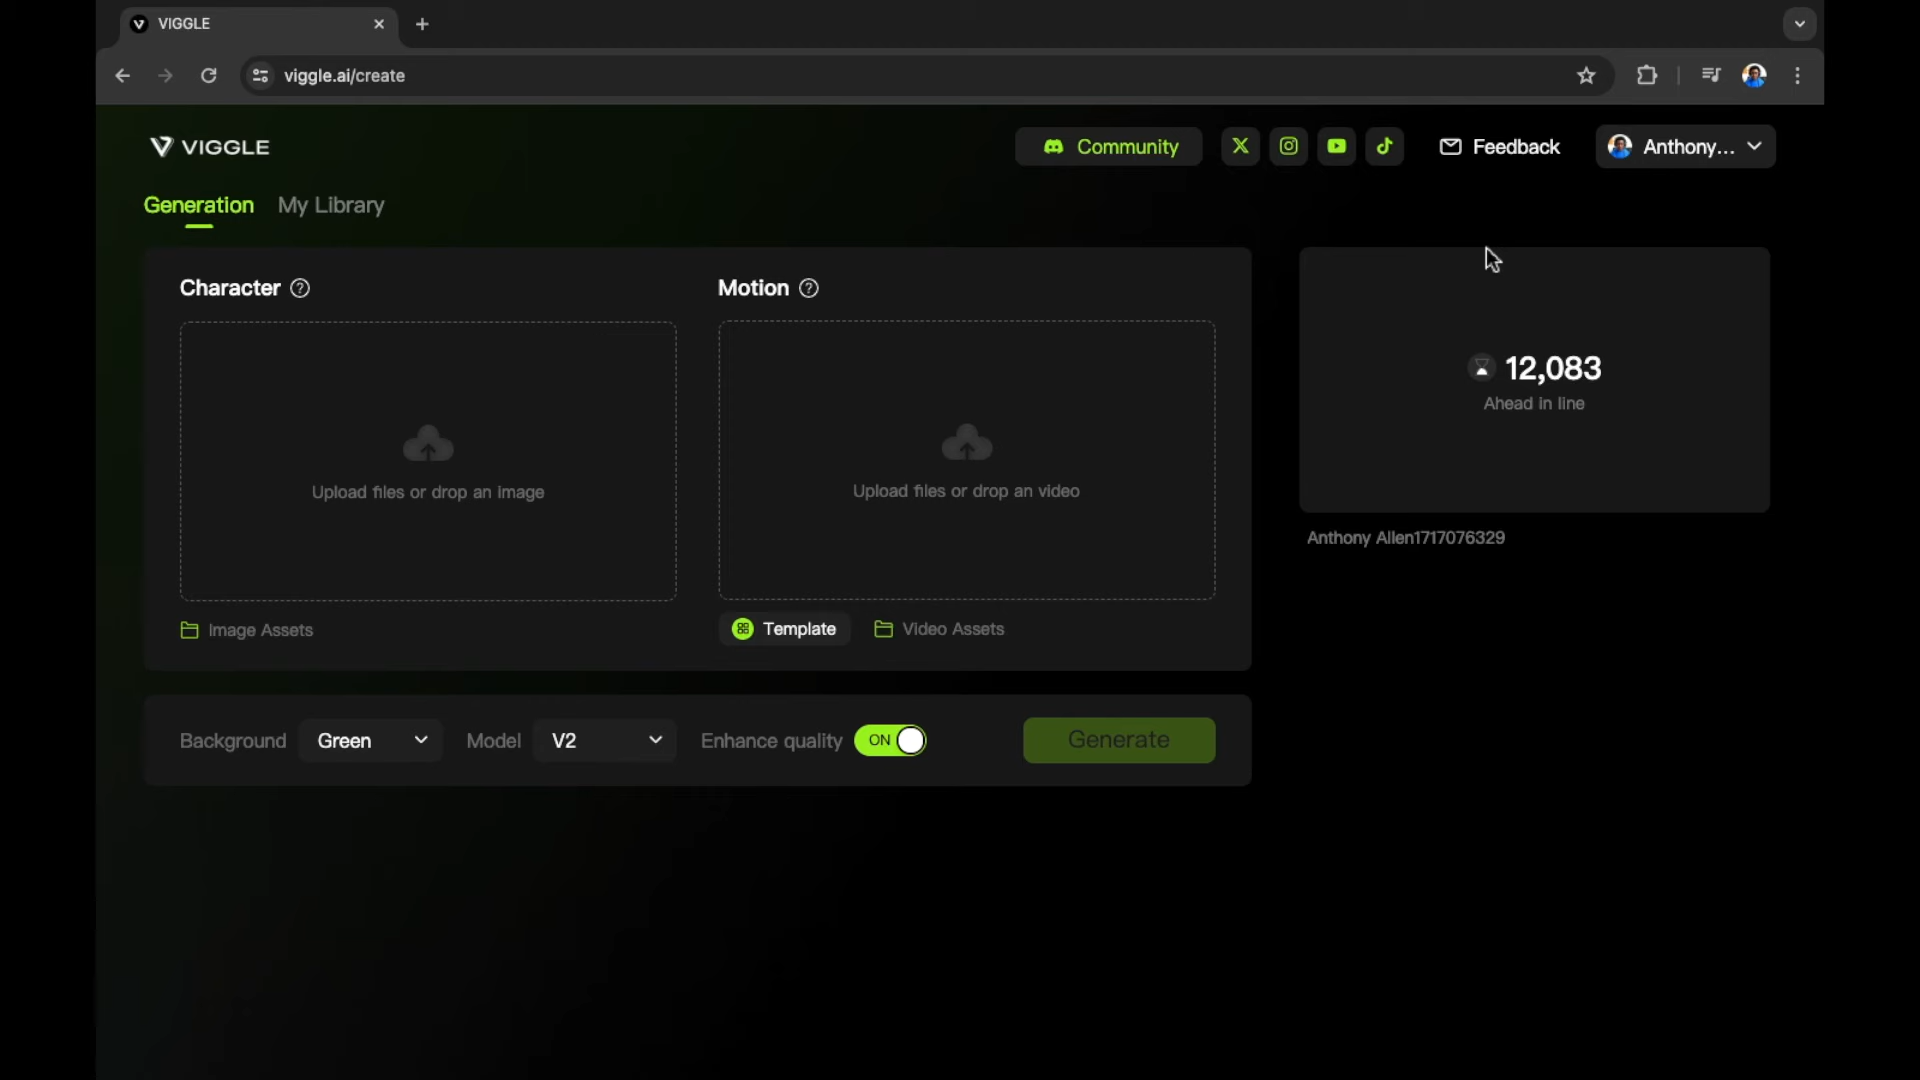 VIGGLE
viggle.ai/create
VIGGLE
Community
Feedback
Anthony...
Generation
My Library
Character
Motion
12,083
Ahead in line
Upload files or drop an image
Upload files or drop an video
Anthony Allen1717076329
Image Assets
Template
Video Assets
Background
Green
Model
V2
Enhance quality
ON
Generate